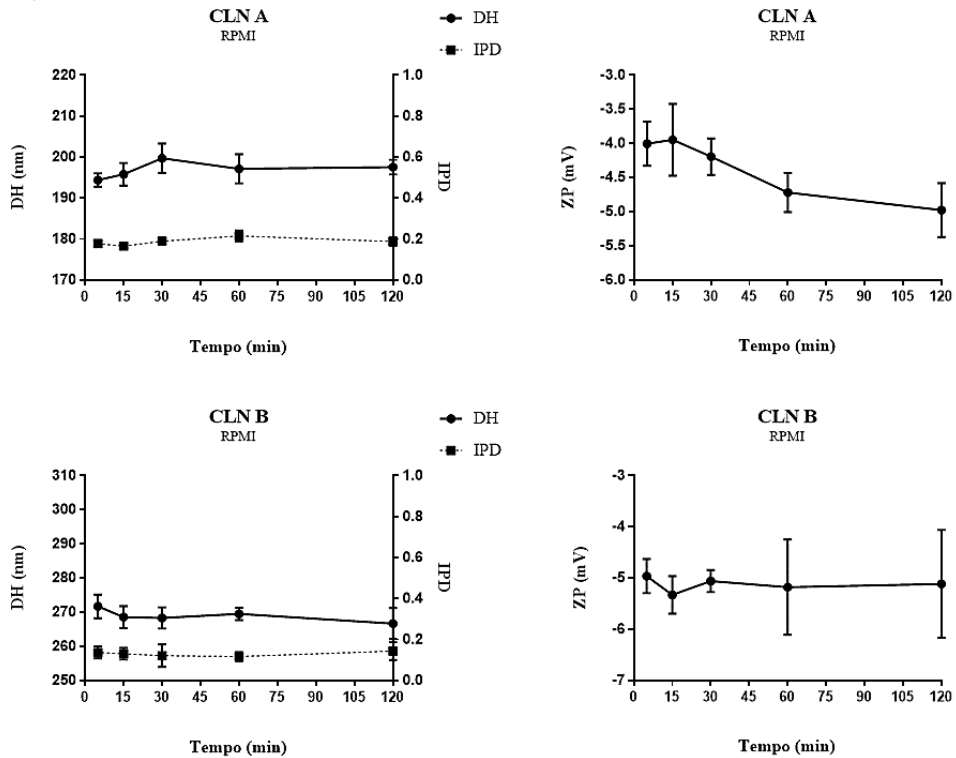 CLN A
RPMI
DH
IPD
220
210
200
190
180
170
DH (nm)
1.0
0.8
0.6
0.4
0.2
0.0
IPD
0 15 30 45 60 75 90 105 120
Tempo (min)
CLN A
RPMI
-3.0
-3.5
-4.0
-4.5
-5.0
-5.5
-6.0
ZP (mV)
0 15 30 45 60 75 90 105 120
Tempo (min)
CLN B
RPMI
DH
IPD
310
300
290
280
270
260
250
DH (nm)
1.0
0.8
0.6
0.4
0.2
0.0
IPD
0 15 30 45 60 75 90 105 120
Tempo (min)
CLN B
RPMI
-3
-4
-5
-6
-7
ZP (mV)
0 15 30 45 60 75 90 105 120
Tempo (min)